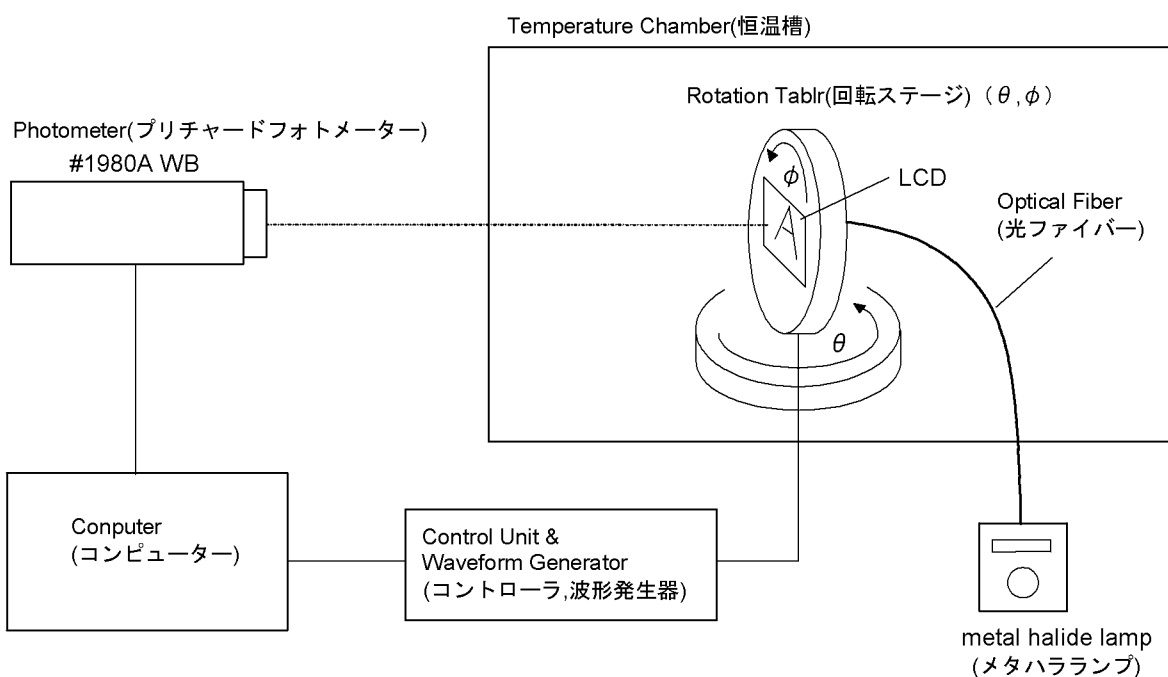 Temperature Chamber(恒温槽)
Rotation Tablr(回転ステージ)（θ,φ）
Photometer(プリチャードフォトメーター)
#1980A WB
φ
LCD
A
Optical Fiber
(光ファイバー)
θ
Conputer
(コンピューター)
Control Unit &
Waveform Generator
(コントローラ,波形発生器)
metal halide lamp
(メタハラランプ)